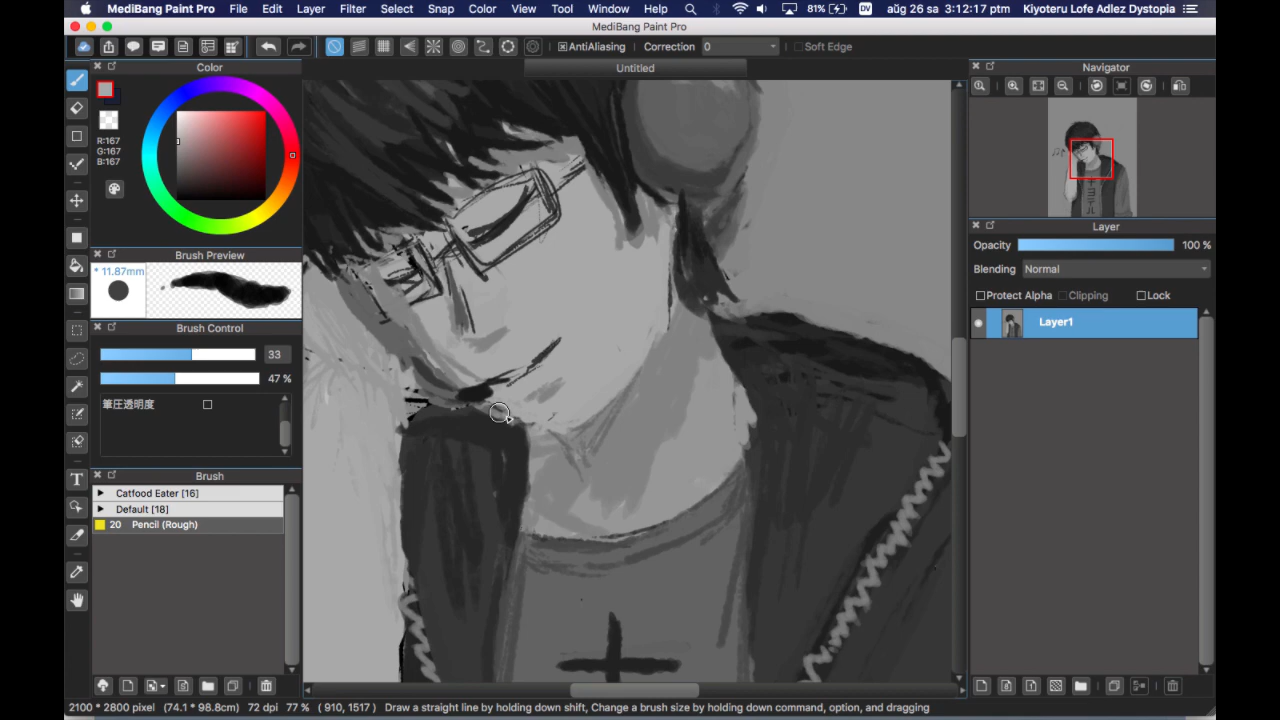 MediBang Paint Pro File Edit Layer Filter Select Snap Color View Tool Window Help 81% DV aŭg 26 sa 3:12:17 ptm Kiyoteru Lofe Adlez Dystopia
MediBang Paint Pro
AntiAliasing Correction 0 Soft Edge
Color
Untitled
Navigator
R:167
G:167
B:167
Brush Preview
* 11.87mm
Brush Control
33
47 %
筆圧透明度
Brush
Catfood Eater [16]
Default [18]
20 Pencil (Rough)
Layer
Opacity 100 %
Blending Normal
Protect Alpha Clipping Lock
Layer1
2100 * 2800 pixel (74.1 * 98.8cm) 72 dpi 77 % ( 910, 1517 ) Draw a straight line by holding down shift, Change a brush size by holding down command, option, and dragging